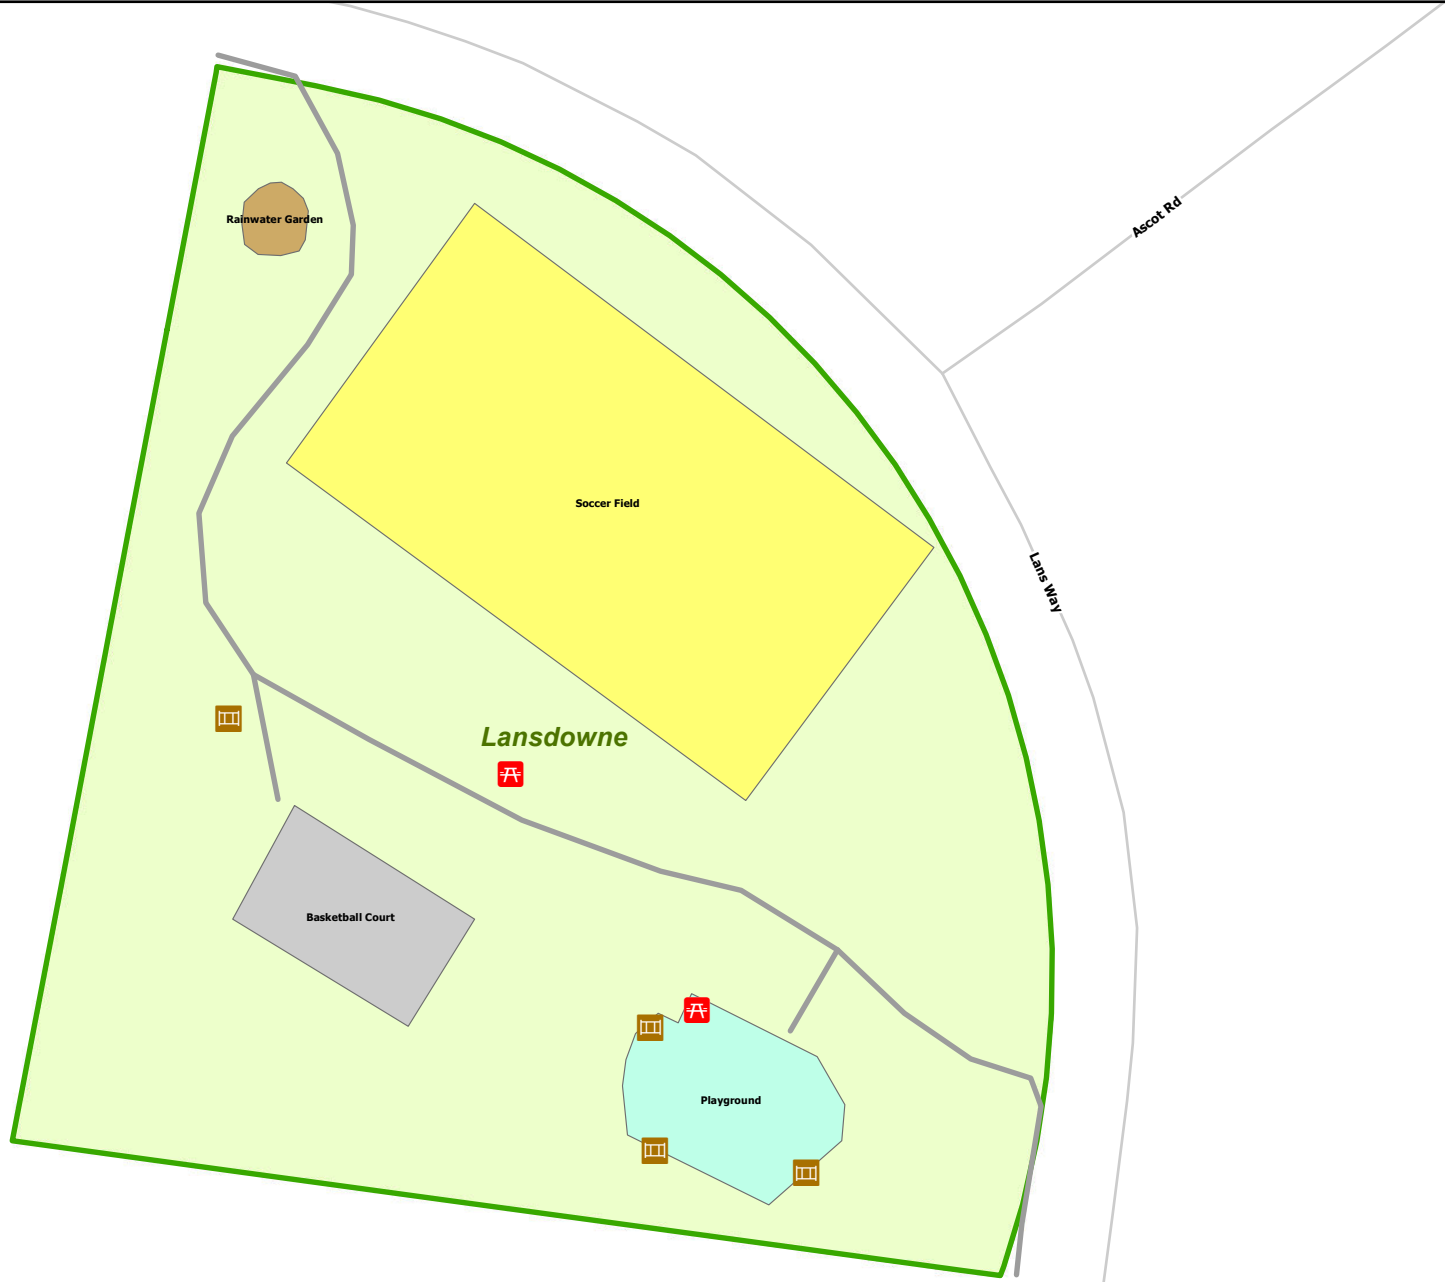 Ascot Rd
Rainwater Garden
Soccer Field
Lans Way
Lansdowne
Basketball Court
Playground